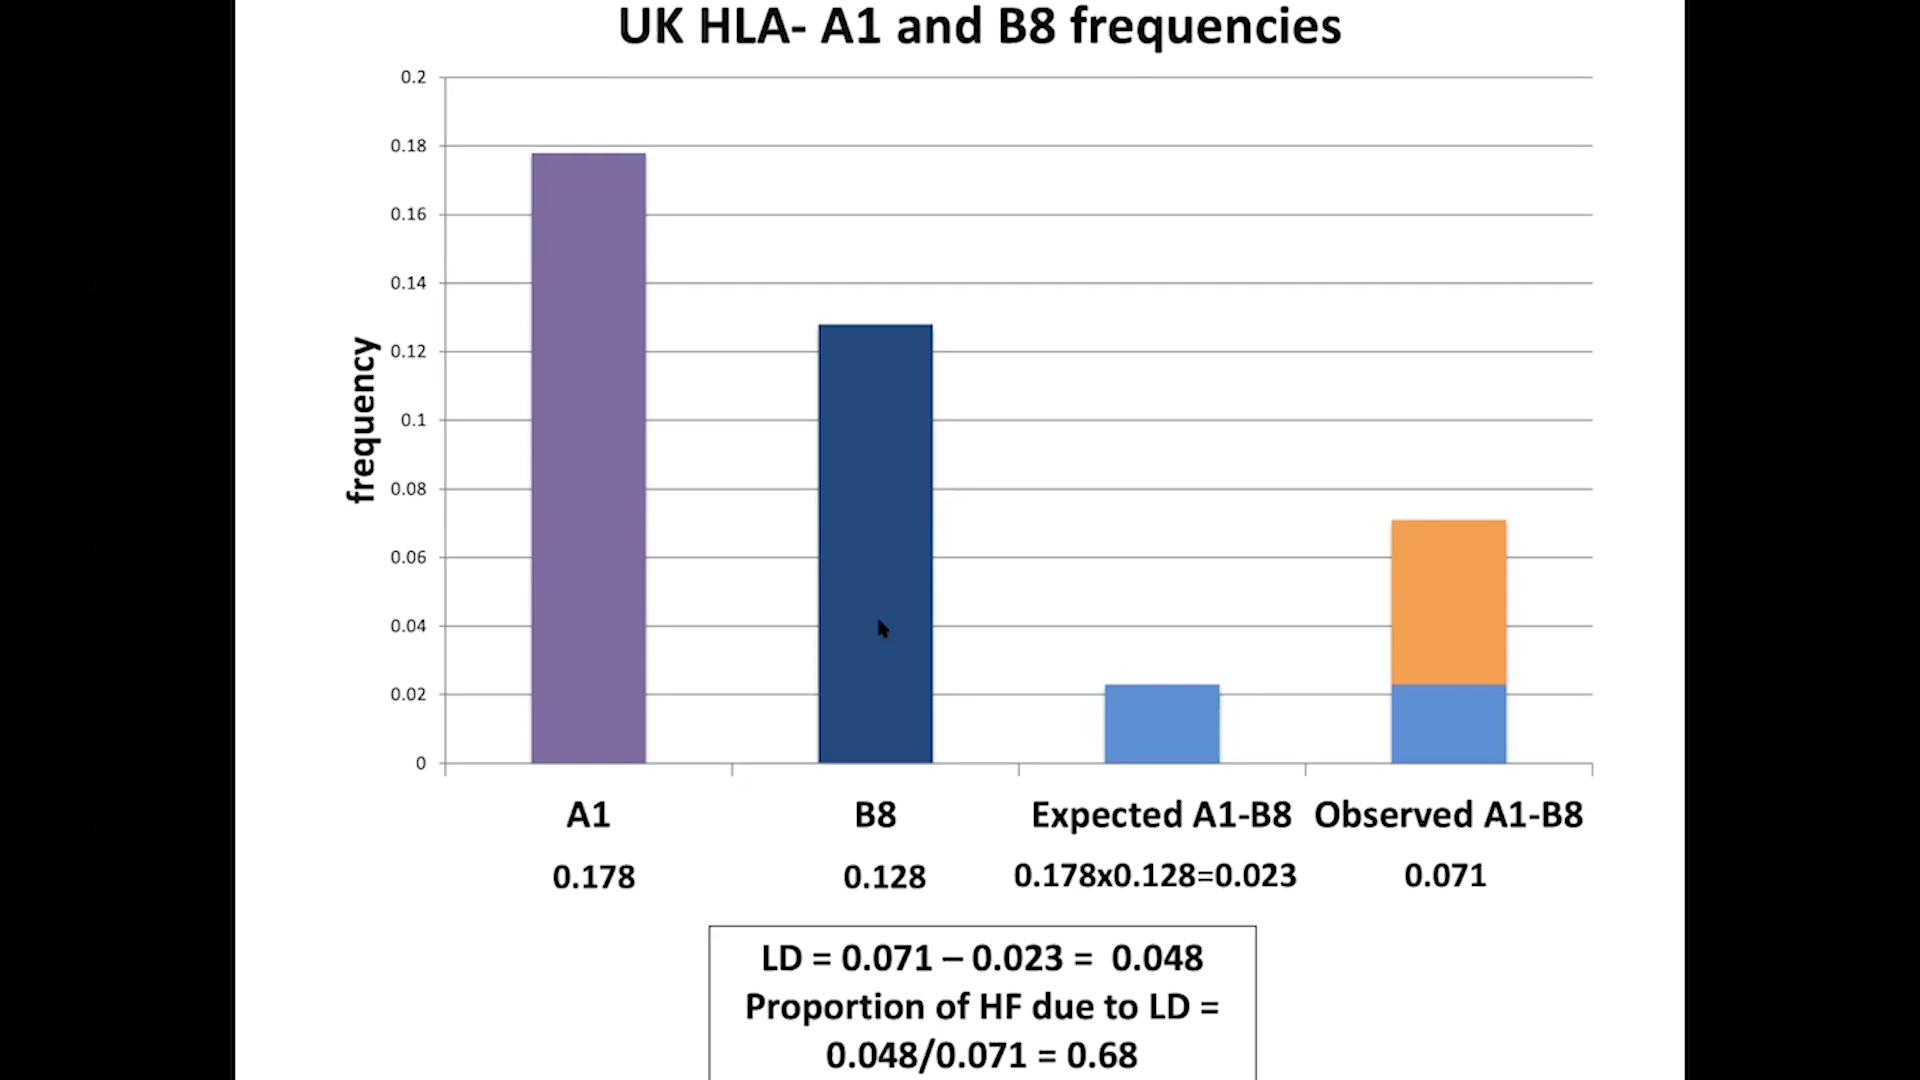 UK HLA- A1 and B8 frequencies
0.2
0.18
0.16
0.14
0.12
0.1
0.08
0.06
0.04
0.02
0
frequency
A1
B8
Expected A1-B8
Observed A1-B8
0.178
0.128
0.178x0.128=0.023
0.071
LD = 0.071 – 0.023 = 0.048
Proportion of HF due to LD =
0.048/0.071 = 0.68